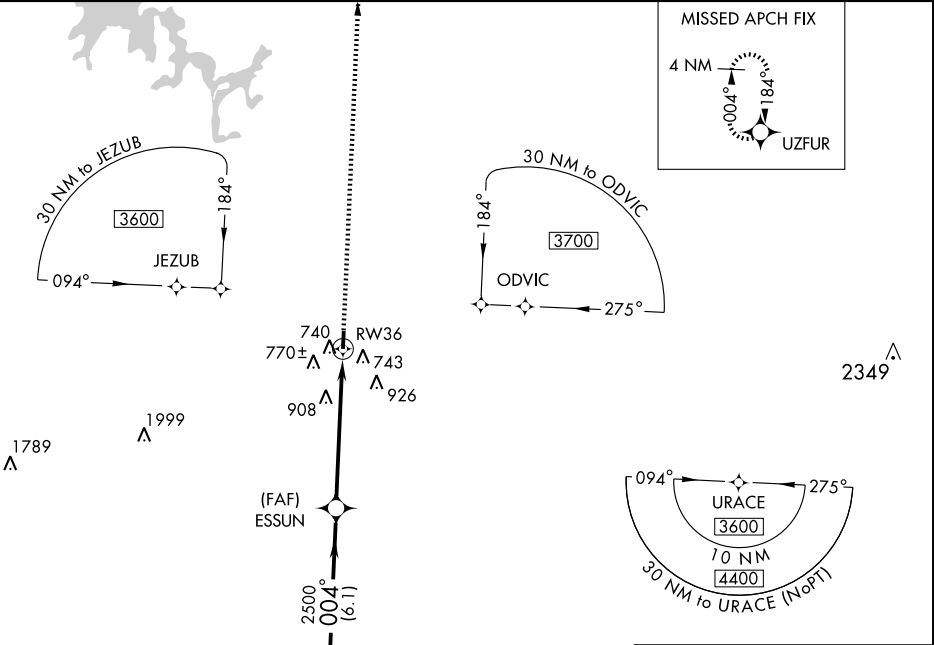 MISSED APCH FIX
4 NM
004°
184°
UZFUR
30 NM to JEZUB
184°
3600
JEZUB
094°
30 NM to ODVIC
184°
3700
ODVIC
275°
740
RW36
770±
743
926
908
2349
1999
1789
(FAF)
ESSUN
2500
004°
(6.1)
094°
275°
URACE
3600
10 NM
4400
30 NM to URACE (NoPT)